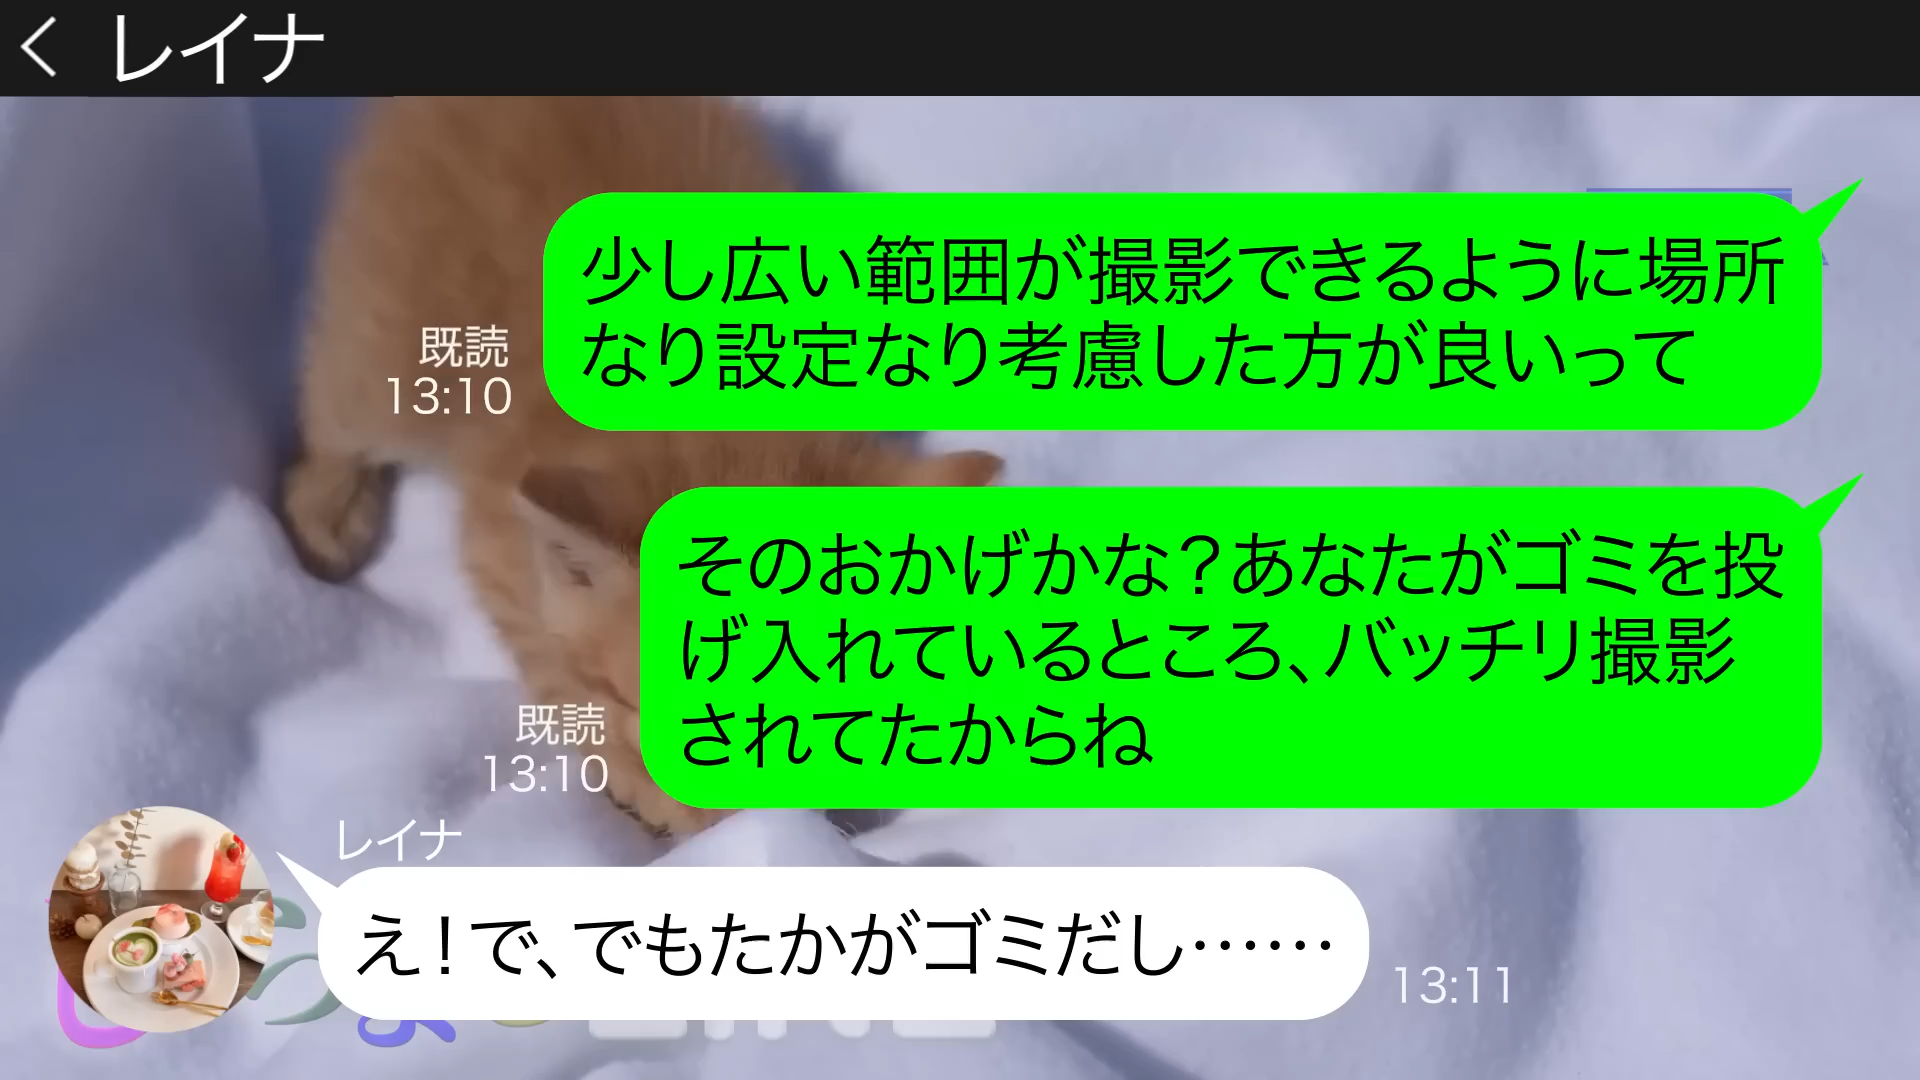 レイナ
少し広い範囲が撮影できるように場所
なり設定なり考慮した方が良いって
既読
13:10
そのおかげかな?あなたがゴミを投
げ入れているところ、バッチリ撮影
されてたからね
既読
13:10
レイナ
え!で、でもたかがゴミだし……
13:11